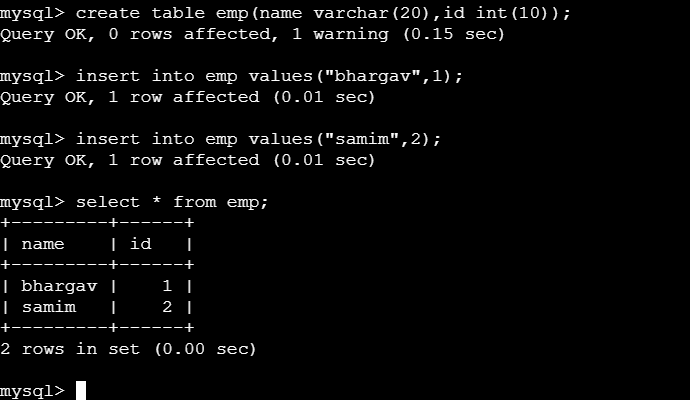 mysql> create table emp(name varchar(20),id int(10));
Query OK, 0 rows affected, 1 warning (0.15 sec)
mysql> insert into emp values("bhargav",1);
Query OK, 1 row affected (0.01 sec)
mysql> insert into emp values("samim",2);
Query OK, 1 row affected (0.01 sec)
mysql> select * from emp;
+---------+------+
| name    | id   |
+---------+------+
| bhargav |    1 |
| samim   |    2 |
+---------+------+
2 rows in set (0.00 sec)
mysql>